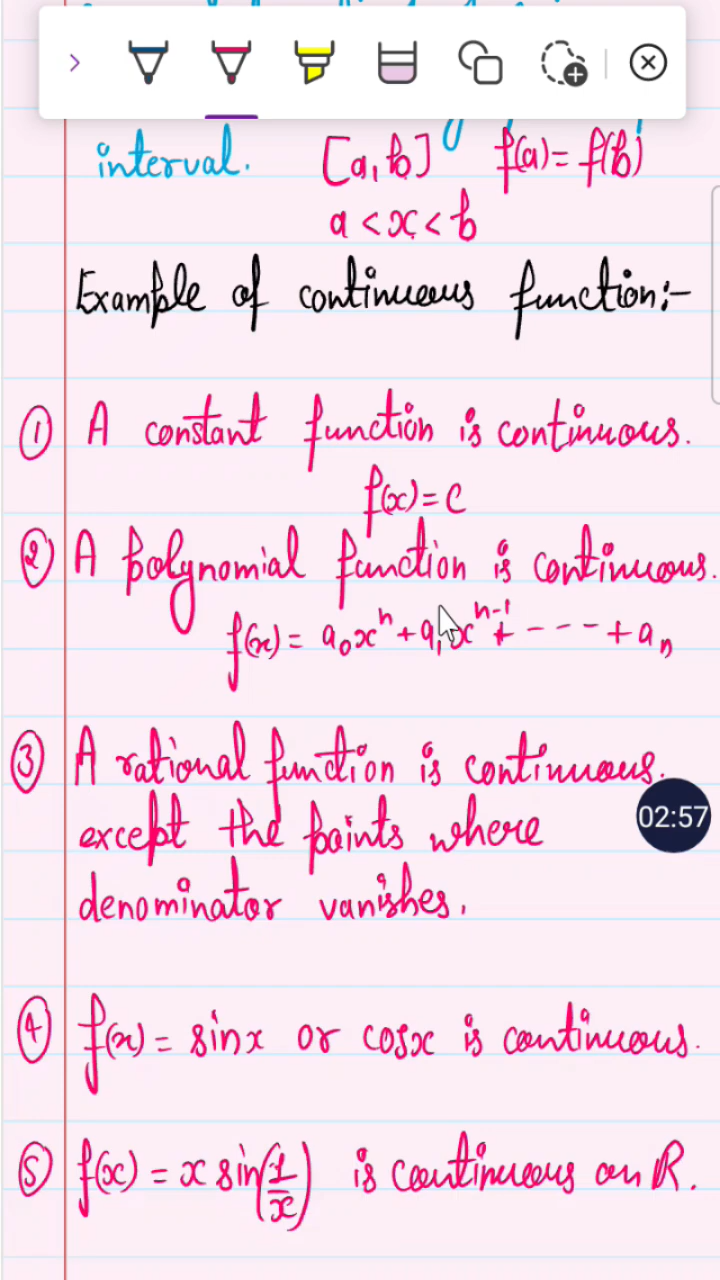 interval. [a,b] f(a)=f(b)
a<x<b
Example of continuous function:-
① A constant function is continuous.
f(x)=c
② A polynomial function is continuous.
f(x)= a₀xⁿ+a₁xⁿ⁻¹+ - - - - + aₙ
③ A rational function is continuous.
except the points where
02:57
denominator vanishes.
④ f(x)= sinx or cosx is continuous.
⑤ f(x) = x sin(1/x) is continuous on R.